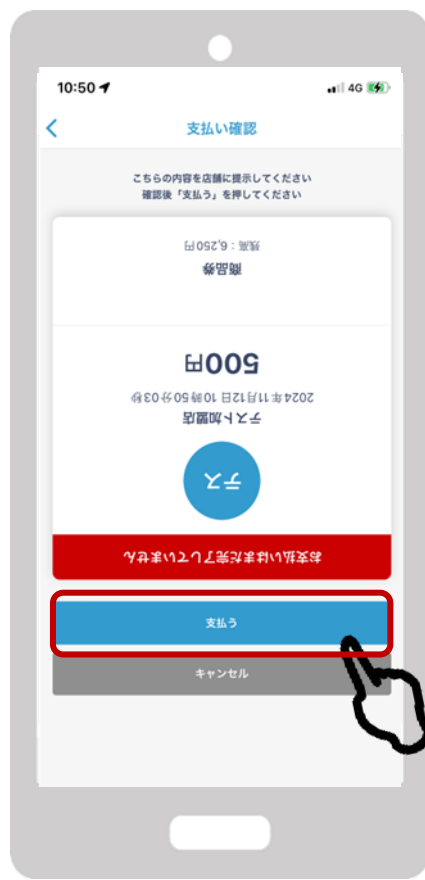 10:50
4G
支払い確認
こちらの内容を店舗に提示してください
確認後「支払う」を押してください
お支払いはまだ完了していません
テス
テスト加盟店
2024年11月12日 10時50分03秒
500円
商品券
残高：6,250円
支払う
キャンセル